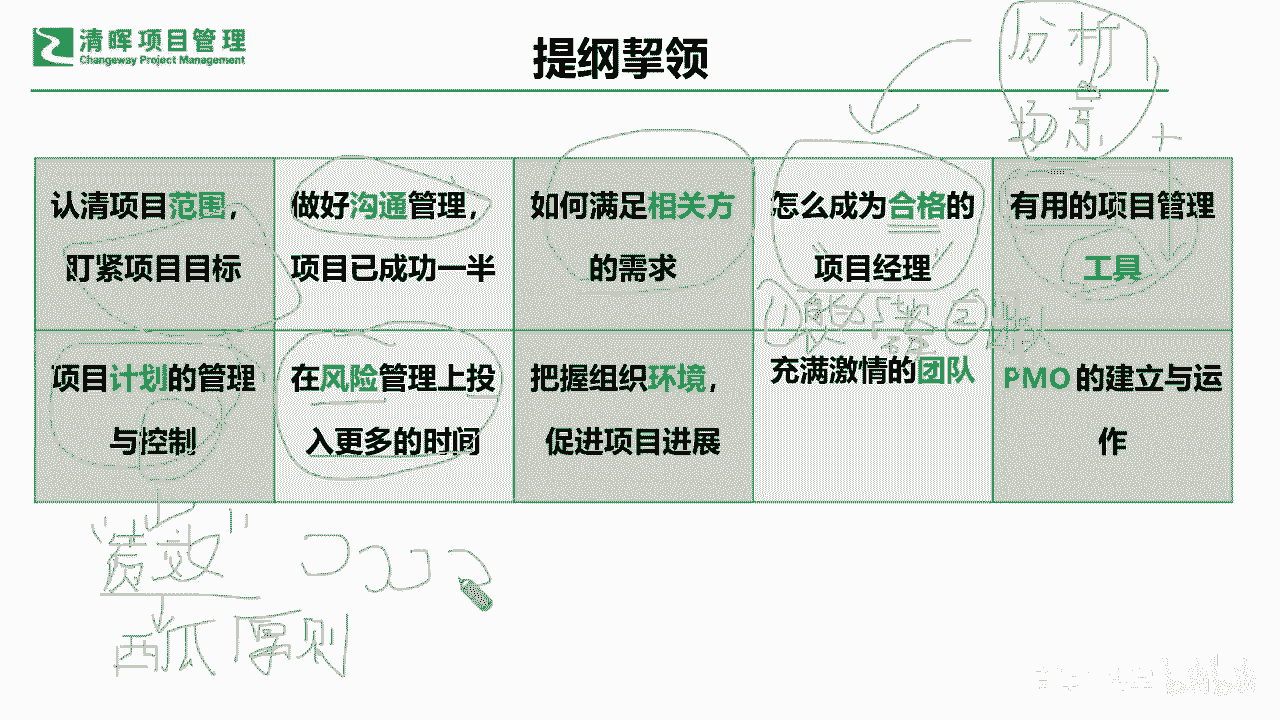 清晖项目管理
Changeway Project Management
提纲挈领
分析
场景 +
认清项目范围，
盯紧项目目标
做好沟通管理，
项目已成功一半
如何满足相关方
的需求
怎么成为合格的
项目经理
有用的项目管理
工具
① ② 团队
项目计划的管理
与控制
在风险管理上投
入更多的时间
把握组织环境，
促进项目进展
充满激情的团队
PMO 的建立与运
作
"绩效"
西瓜原则